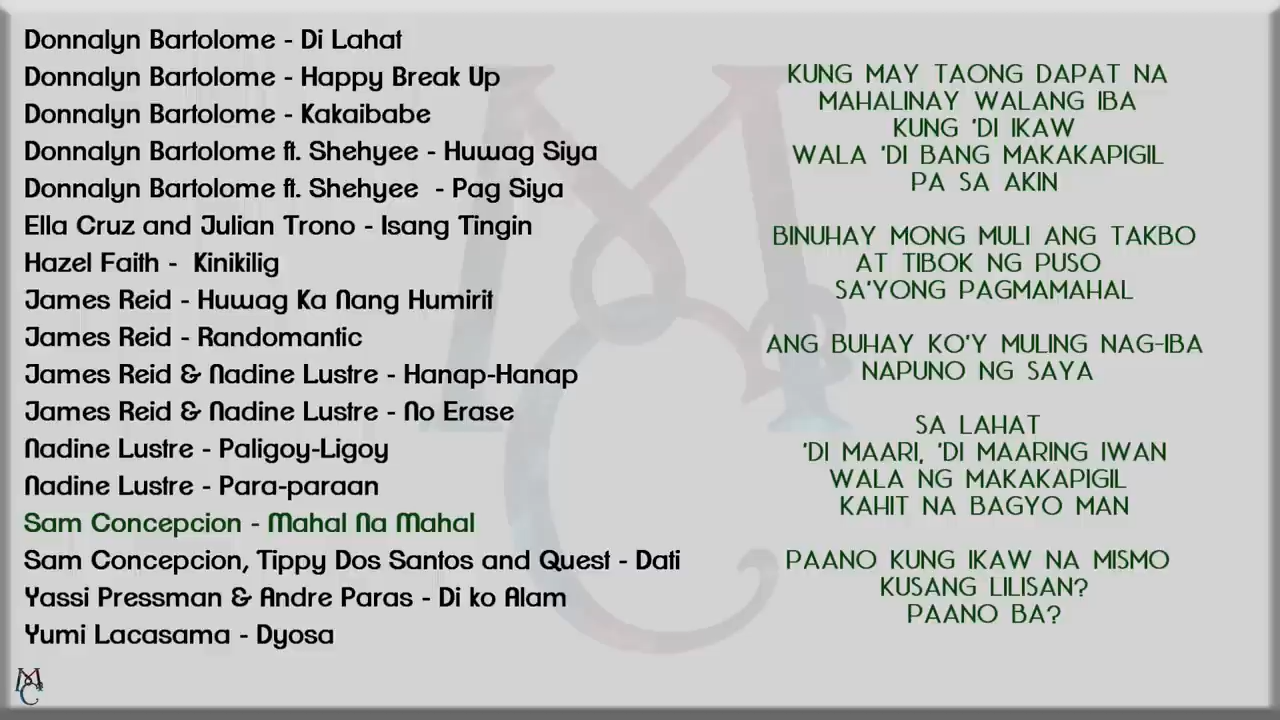 Donnalyn Bartolome - Di Lahat
Donnalyn Bartolome - Happy Break Up
Donnalyn Bartolome - Kakaibabe
Donnalyn Bartolome ft. Shehyee - Huwag Siya
Donnalyn Bartolome ft. Shehyee - Pag Siya
Ella Cruz and Julian Trono - Isang Tingin
Hazel Faith - Kinikilig
James Reid - Huwag Ka Nang Humirit
James Reid - Randomantic
James Reid & Nadine Lustre - Hanap-Hanap
James Reid & Nadine Lustre - No Erase
Nadine Lustre - Paligoy-Ligoy
Nadine Lustre - Para-paraan
Sam Concepcion - Mahal Na Mahal
Sam Concepcion, Tippy Dos Santos and Quest - Dati
Yassi Pressman & Andre Paras - Di ko Alam
Yumi Lacasama - Dyosa
KUNG MAY TAONG DAPAT NA
MAHALINAY WALANG IBA
KUNG 'DI IKAW
WALA 'DI BANG MAKAKAPIGIL
PA SA AKIN
BINUHAY MONG MULI ANG TAKBO
AT TIBOK NG PUSO
SA'YONG PAGMAMAHAL
ANG BUHAY KO'Y MULING NAG-IBA
NAPUNO NG SAYA
SA LAHAT
'DI MAARI, 'DI MAARING IWAN
WALA NG MAKAKAPIGIL
KAHIT NA BAGYO MAN
PAANO KUNG IKAW NA MISMO
KUSANG LILISAN?
PAANO BA?